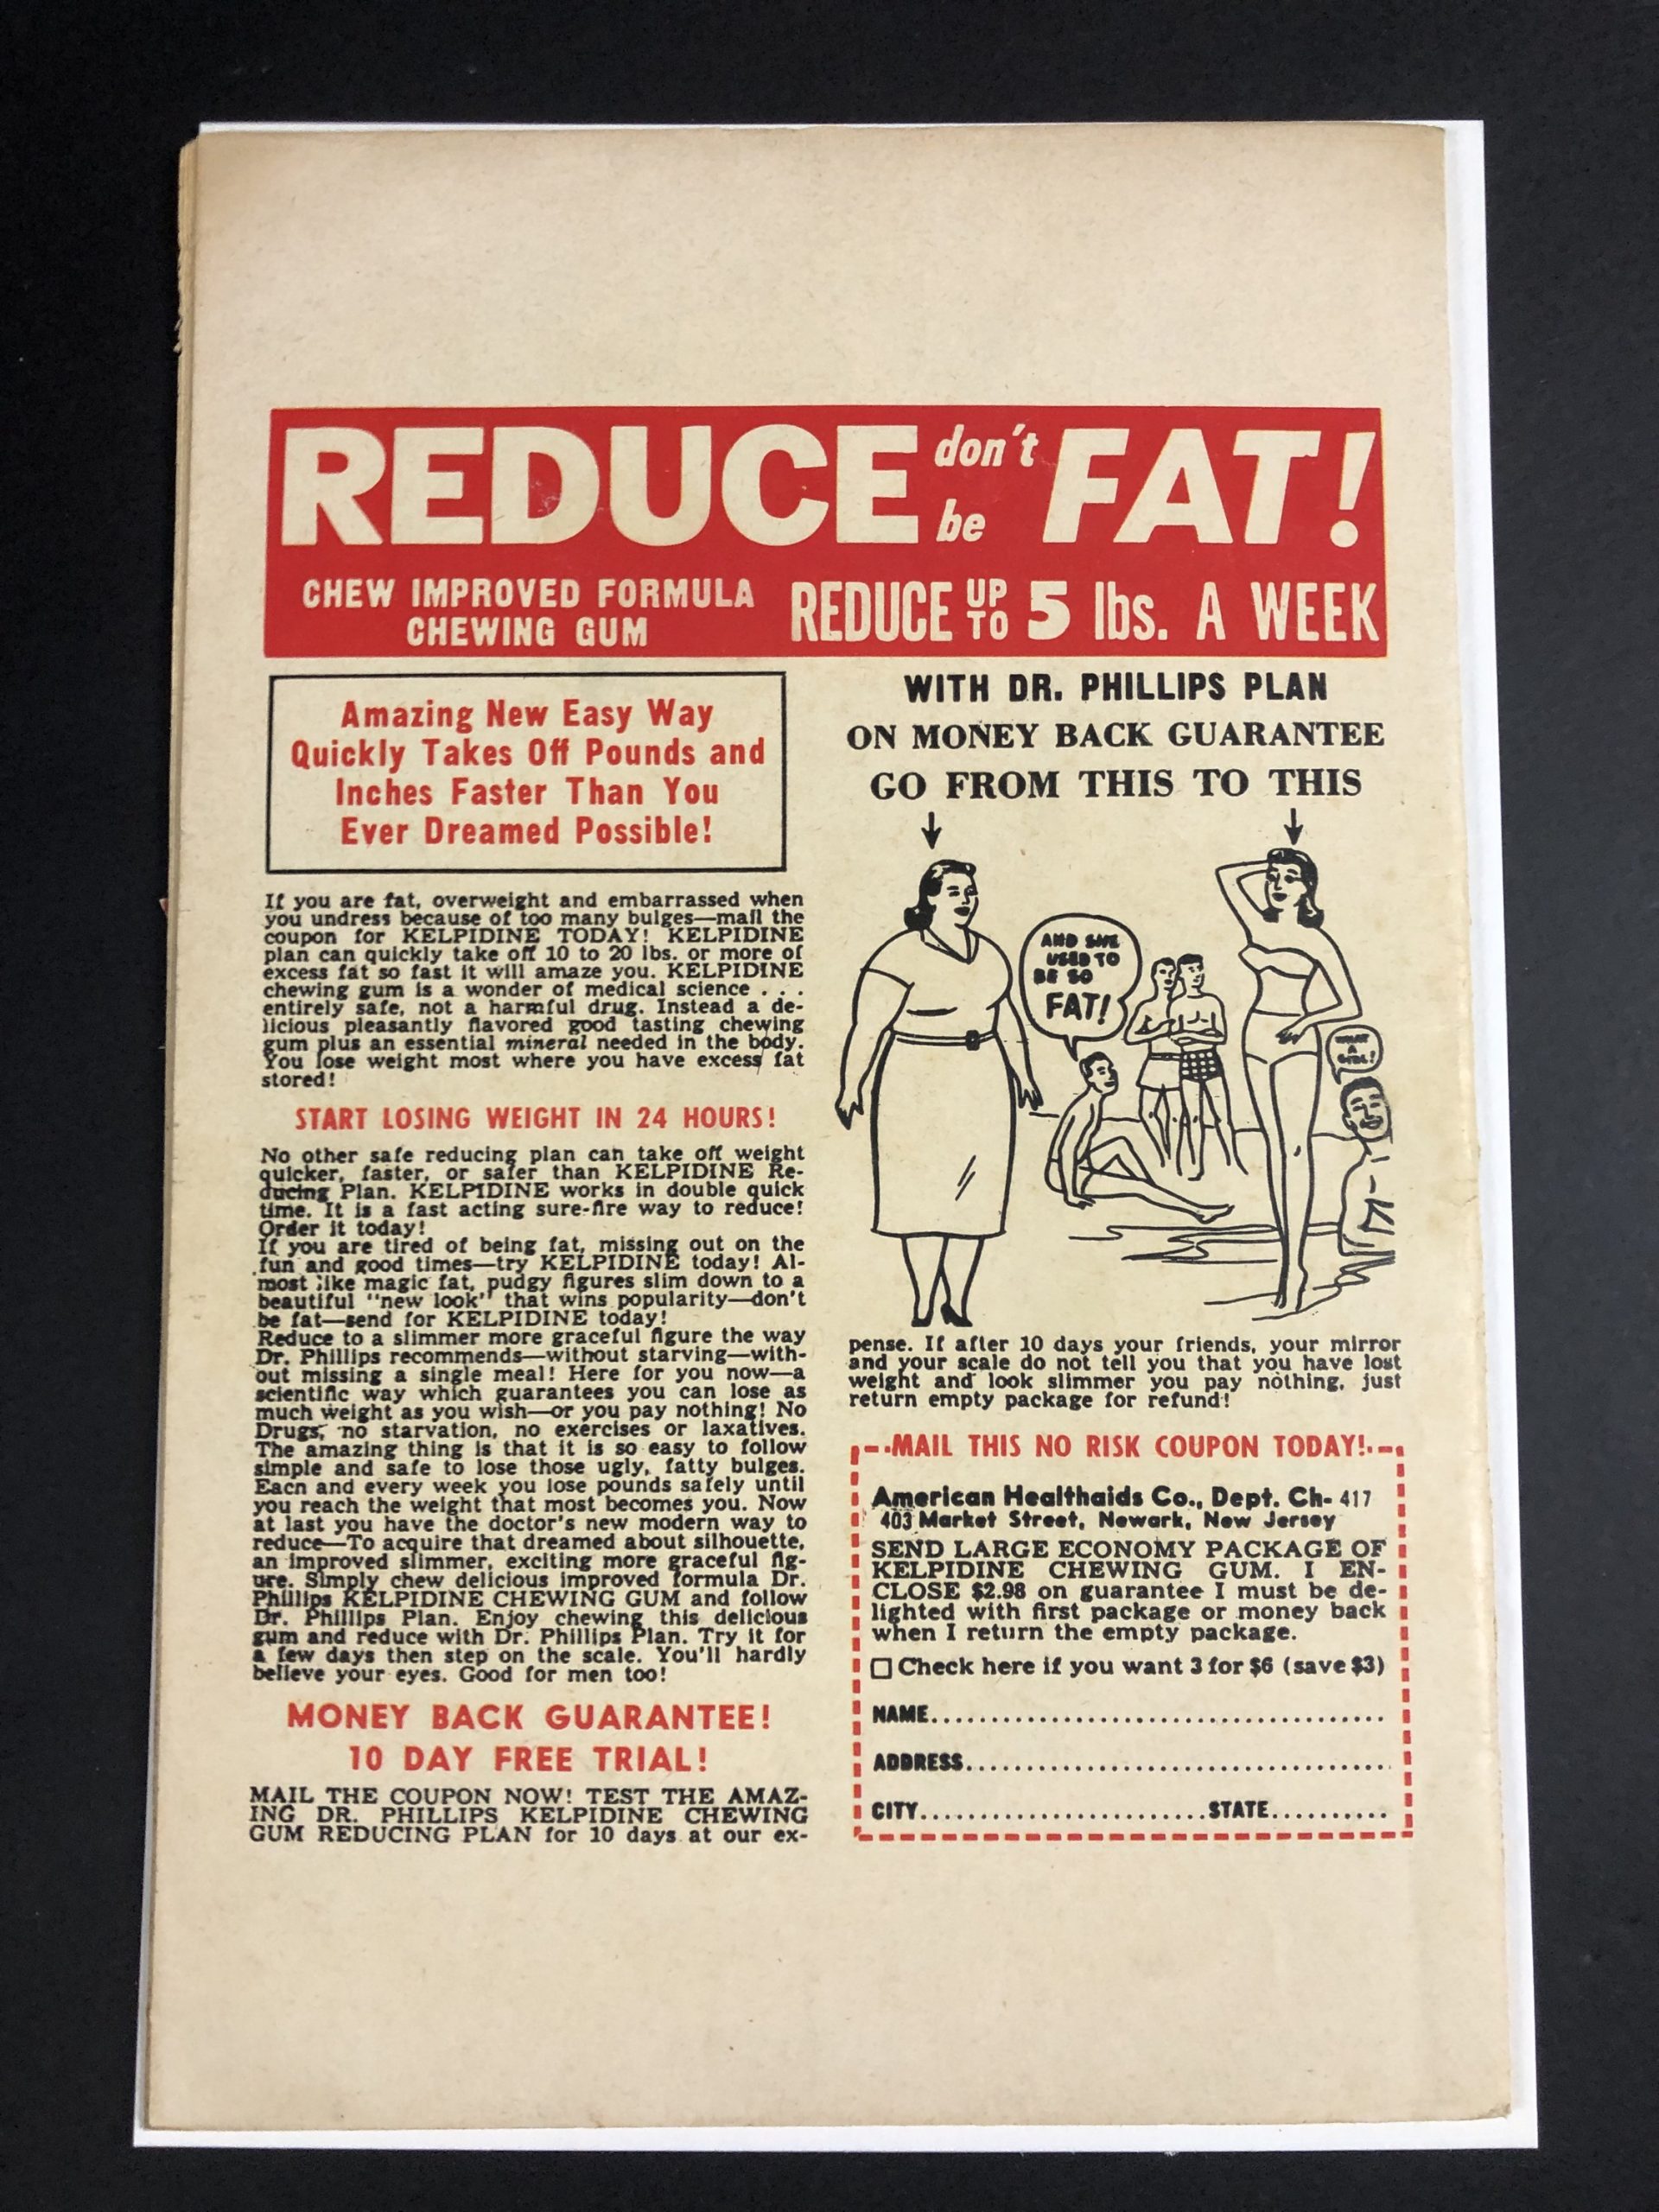 REDUCE don't be FAT!
CHEW IMPROVED FORMULA
CHEWING GUM
REDUCE UP TO 5 lbs. A WEEK
Amazing New Easy Way
Quickly Takes Off Pounds and
Inches Faster Than You
Ever Dreamed Possible!
If you are fat, overweight and embarrassed when
you undress because of too many bulges—mail the
coupon for KELPIDINE TODAY! KELPIDINE
plan can quickly take off 10 to 20 lbs. or more of
excess fat so fast it will amaze you. KELPIDINE
chewing gum is a wonder of medical science . . .
entirely safe, not a harmful drug. Instead a de-
licious pleasantly flavored good tasting chewing
gum plus an essential mineral needed in the body.
You lose weight most where you have excess fat
stored!
START LOSING WEIGHT IN 24 HOURS!
No other safe reducing plan can take off weight
quicker, faster, or safer than KELPIDINE Re-
ducing Plan. KELPIDINE works in double quick
time. It is a fast acting sure-fire way to reduce!
Order it today!
If you are tired of being fat, missing out on the
fun and good times—try KELPIDINE today! Al-
most like magic fat, pudgy figures slim down to a
beautiful "new look" that wins popularity—don't
be fat—send for KELPIDINE today!
Reduce to a slimmer more graceful figure the way
Dr. Phillips recommends—without starving—with-
out missing a single meal! Here for you now—a
scientific way which guarantees you can lose as
much weight as you wish—or you pay nothing! No
Drugs, no starvation, no exercises or laxatives.
The amazing thing is that it is so easy to follow
simple and safe to lose those ugly, fatty bulges.
Each and every week you lose pounds safely until
you reach the weight that most becomes you. Now
at last you have the doctor's new modern way to
reduce—To acquire that dreamed about silhouette,
an improved slimmer, exciting more graceful fig-
ure. Simply chew delicious improved formula Dr.
Phillips KELPIDINE CHEWING GUM and follow
Dr. Phillips Plan. Enjoy chewing this delicious
gum and reduce with Dr. Phillips Plan. Try it for
a few days then step on the scale. You'll hardly
believe your eyes. Good for men too!
MONEY BACK GUARANTEE!
10 DAY FREE TRIAL!
MAIL THE COUPON NOW! TEST THE AMAZ-
ING DR. PHILLIPS KELPIDINE CHEWING
GUM REDUCING PLAN for 10 days at our ex-
WITH DR. PHILLIPS PLAN
ON MONEY BACK GUARANTEE
GO FROM THIS TO THIS
AND SHE
USED TO
BE SO
FAT!
WHAT
A
GIRL!
pense. If after 10 days your friends, your mirror
and your scale do not tell you that you have lost
weight and look slimmer you pay nothing, just
return empty package for refund!
MAIL THIS NO RISK COUPON TODAY!
American Healthaids Co., Dept. Ch- 417
403 Market Street, Newark, New Jersey
SEND LARGE ECONOMY PACKAGE OF
KELPIDINE CHEWING GUM. I EN-
CLOSE $2.98 on guarantee I must be de-
lighted with first package or money back
when I return the empty package.
Check here if you want 3 for $6 (save $3)
NAME......................................
ADDRESS...................................
CITY........................STATE..........